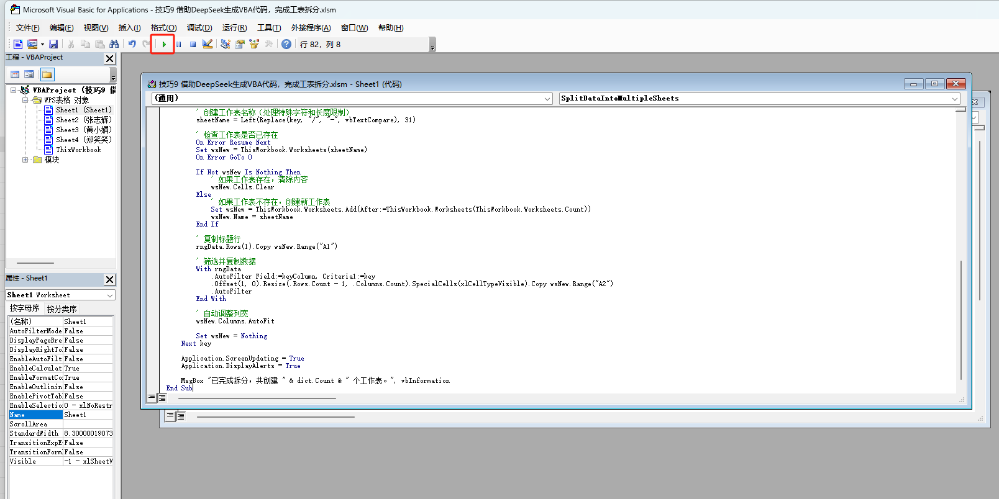 Microsoft Visual Basic for Applications - 技巧9 借助DeepSeek生成VBA代码，完成工表拆分.xlsm
文件(F) 编辑(E) 视图(V) 插入(I) 格式(O) 调试(D) 运行(R) 工具(T) 外接程序(A) 窗口(W) 帮助(H)
行 82，列 8
工程 - VBAProject
VBAProject (技巧9 借
WPS表格 对象
Sheet1 (Sheet1)
Sheet2 (张志辉)
Sheet3 (黄小娟)
Sheet4 (郑笑笑)
ThisWorkbook
模块
属性 - Sheet1
Sheet1 Worksheet
按字母序 按分类序
(名称) Sheet1
AutoFilterMode False
DisplayPageBre False
DisplayRightTo False
EnableAutoFilt False
EnableCalculat True
EnableFormatCo True
EnableOutlinin False
EnablePivotTab False
EnableSelectio 0 - xlNoRestr
Name Sheet1
ScrollArea
StandardWidth 8.30000019073
TransitionExpE False
TransitionForm False
Visible -1 - xlSheetV
技巧9 借助DeepSeek生成VBA代码，完成工表拆分.xlsm - Sheet1 (代码)
(通用) SplitDataIntoMultipleSheets
' 创建工作表名称（处理特殊字符和长度限制）
sheetName = Left(Replace(key, "/", "-", vbTextCompare), 31)
' 检查工作表是否已存在
On Error Resume Next
Set wsNew = ThisWorkbook.Worksheets(sheetName)
On Error GoTo 0
If Not wsNew Is Nothing Then
' 如果工作表存在，清除内容
wsNew.Cells.Clear
Else
' 如果工作表不存在，创建新工作表
Set wsNew = ThisWorkbook.Worksheets.Add(After:=ThisWorkbook.Worksheets(ThisWorkbook.Worksheets.Count))
wsNew.Name = sheetName
End If
' 复制标题行
rngData.Rows(1).Copy wsNew.Range("A1")
' 筛选并复制数据
With rngData
.AutoFilter Field:=keyColumn, Criteria1:=key
.Offset(1, 0).Resize(.Rows.Count - 1, .Columns.Count).SpecialCells(xlCellTypeVisible).Copy wsNew.Range("A2")
.AutoFilter
End With
' 自动调整列宽
wsNew.Columns.AutoFit
Set wsNew = Nothing
Next key
Application.ScreenUpdating = True
Application.DisplayAlerts = True
MsgBox "已完成拆分，共创建 " & dict.Count & " 个工作表。", vbInformation
End Sub